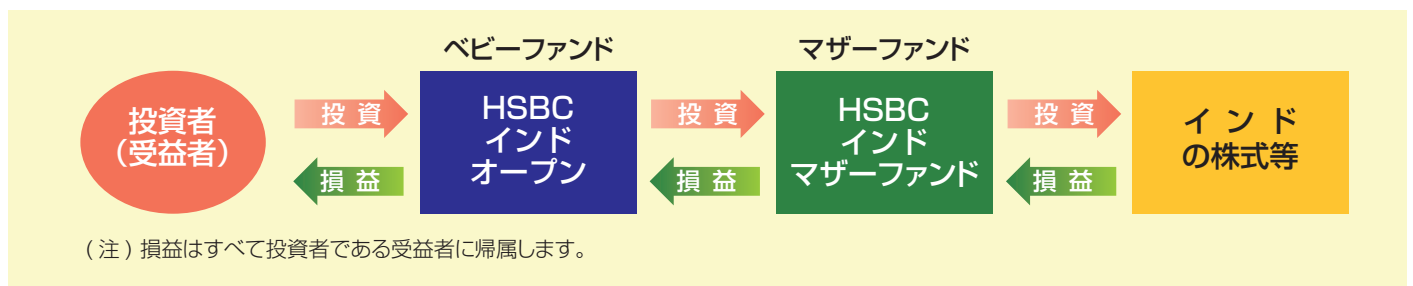 ベビーファンド
マザーファンド
投資者
(受益者)
投 資
損 益
HSBC
インド
オープン
投 資
損 益
HSBC
インド
マザーファンド
投 資
損 益
イ ン ド
の株式等
(注)損益はすべて投資者である受益者に帰属します。